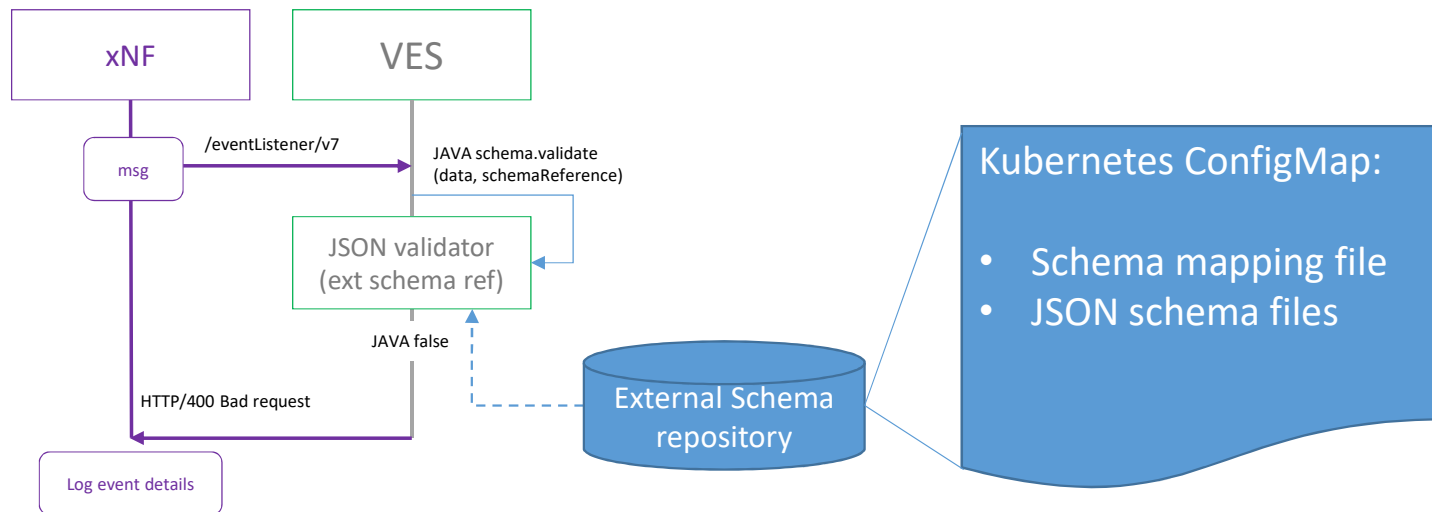 xNF
VES
msg
/eventListener/v7
JAVA schema.validate
(data, schemaReference)
JSON validator
(ext schema ref)
JAVA false
HTTP/400 Bad request
Log event details
External Schema
repository
Kubernetes ConfigMap:
• Schema mapping file
• JSON schema files